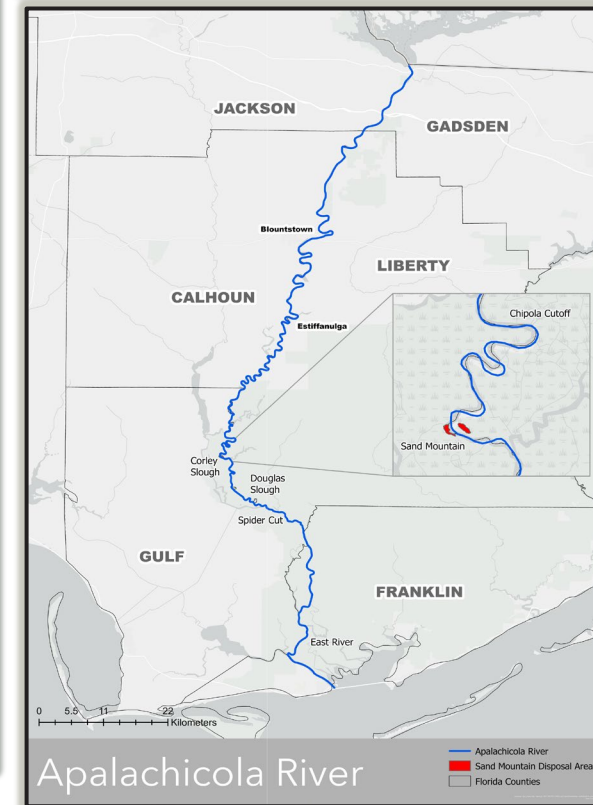 JACKSON
GADSDEN
Blountstown
LIBERTY
CALHOUN
Chipola Cutoff
Estiffanulga
Sand Mountain
Corley
Slough
Douglas
Slough
Spider Cut
GULF
FRANKLIN
East River
0 5.5 11 22
Kilometers
Apalachicola River
Apalachicola River
Sand Mountain Disposal Area
Florida Counties